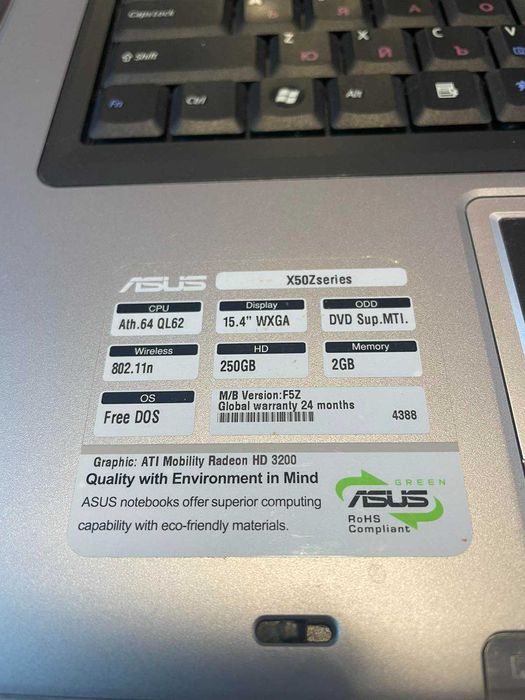 CapsLock A Я О
Shift Z Ю X Й C Ъ V
Fn Ctrl Alt
ASUS X50Zseries
CPU Display ODD
Ath.64 QL62 15.4" WXGA DVD Sup.MTI.
Wireless HD Memory
802.11n 250GB 2GB
OS M/B Version:F5Z
Free DOS Global warranty 24 months
4388
Graphic: ATI Mobility Radeon HD 3200
Quality with Environment in Mind
ASUS notebooks offer superior computing
capability with eco-friendly materials.
GREEN
ASUS
RoHS
Compliant